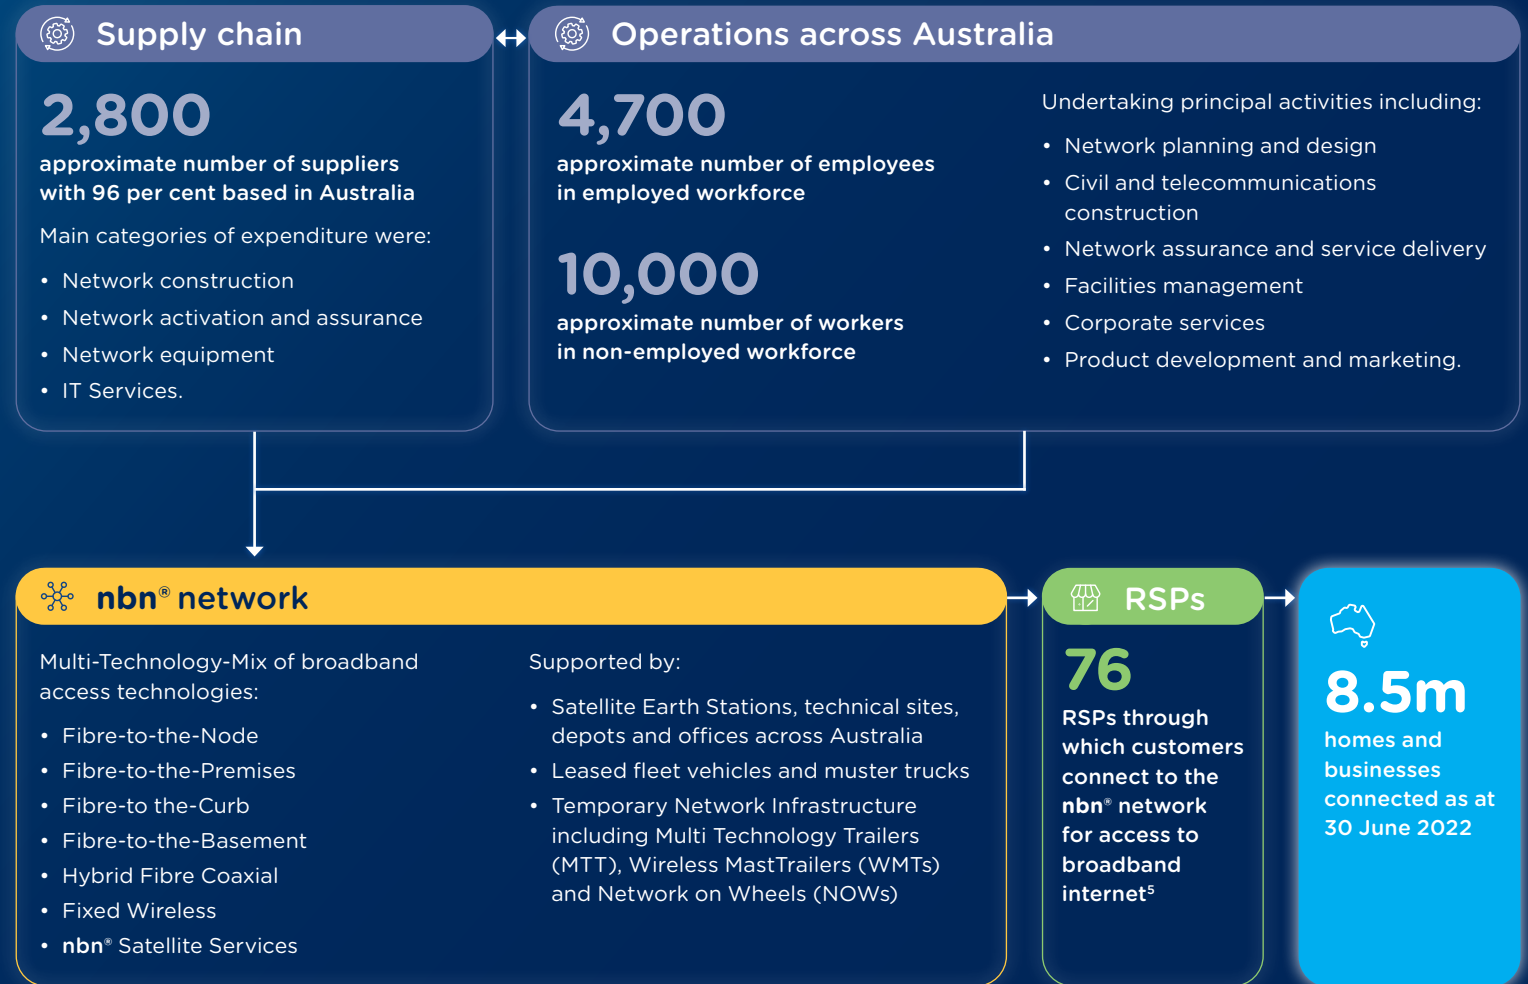 Supply chain
2,800
approximate number of suppliers
with 96 per cent based in Australia
Main categories of expenditure were:
• Network construction
• Network activation and assurance
• Network equipment
• IT Services.
Operations across Australia
4,700
approximate number of employees
in employed workforce
10,000
approximate number of workers
in non-employed workforce
Undertaking principal activities including:
• Network planning and design
• Civil and telecommunications
construction
• Network assurance and service delivery
• Facilities management
• Corporate services
• Product development and marketing.
nbn® network
Multi-Technology-Mix of broadband
access technologies:
• Fibre-to-the-Node
• Fibre-to-the-Premises
• Fibre-to the-Curb
• Fibre-to-the-Basement
• Hybrid Fibre Coaxial
• Fixed Wireless
• nbn® Satellite Services
Supported by:
• Satellite Earth Stations, technical sites,
depots and offices across Australia
• Leased fleet vehicles and muster trucks
• Temporary Network Infrastructure
including Multi Technology Trailers
(MTT), Wireless MastTrailers (WMTs)
and Network on Wheels (NOWs)
RSPs
76
RSPs through
which customers
connect to the
nbn® network
for access to
broadband
internet⁵
8.5m
homes and
businesses
connected as at
30 June 2022